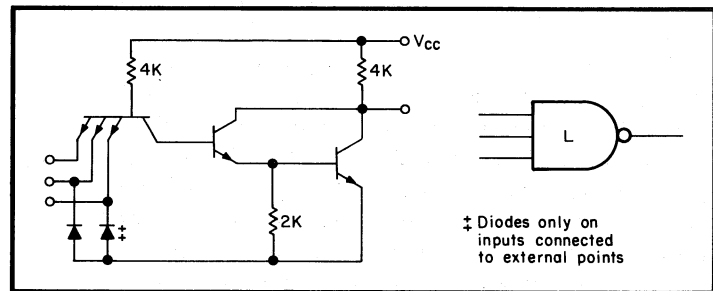 Vcc
4K
4K
L
2K
‡
‡ Diodes only on
inputs connected
to external points